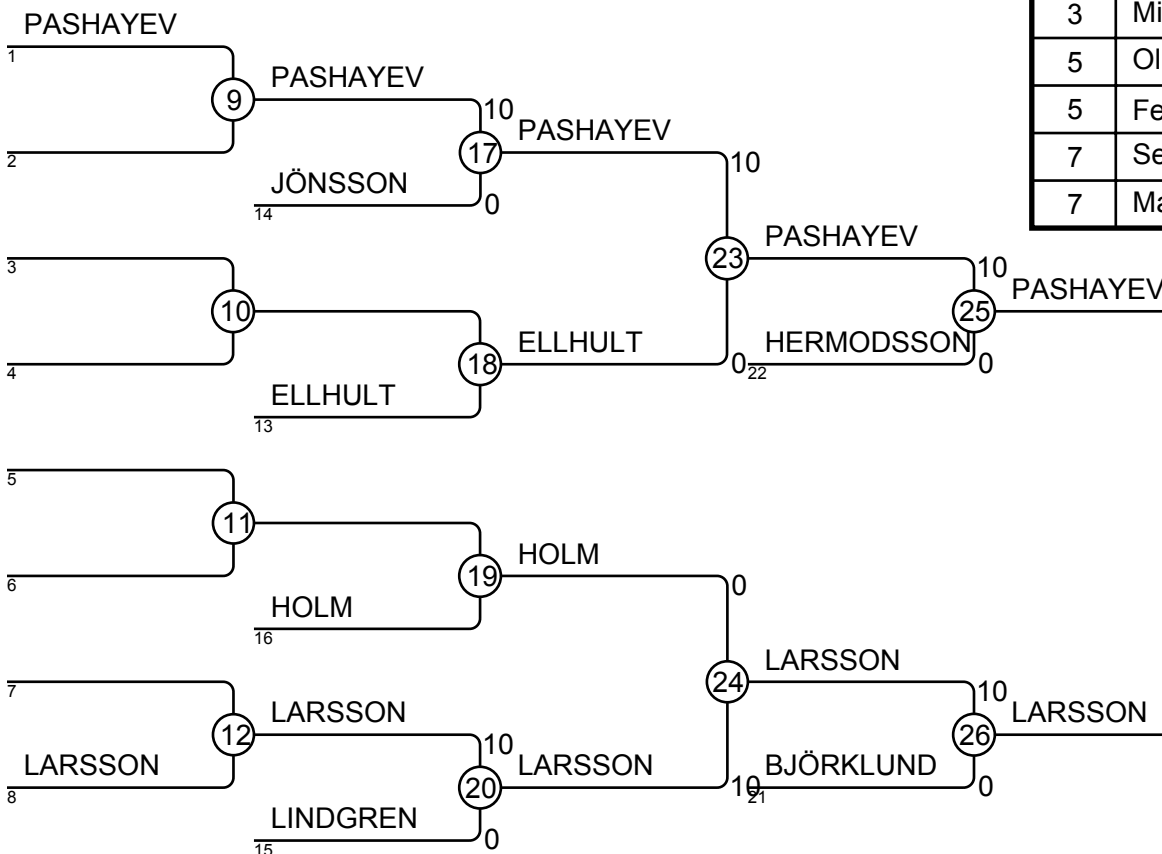 PASHAYEV
1
9
PASHAYEV
10
2
17
PASHAYEV
JÖNSSON
14
0
10
3
23
PASHAYEV
10
10
25
PASHAYEV
4
18
ELLHULT
0
22
HERMODSSON
0
ELLHULT
13
5
11
6
19
HOLM
0
HOLM
16
7
24
LARSSON
10
12
LARSSON
10
26
LARSSON
LARSSON
8
20
LARSSON
10
21
BJÖRKLUND
0
LINDGREN
15
0
3
5
5
7
7